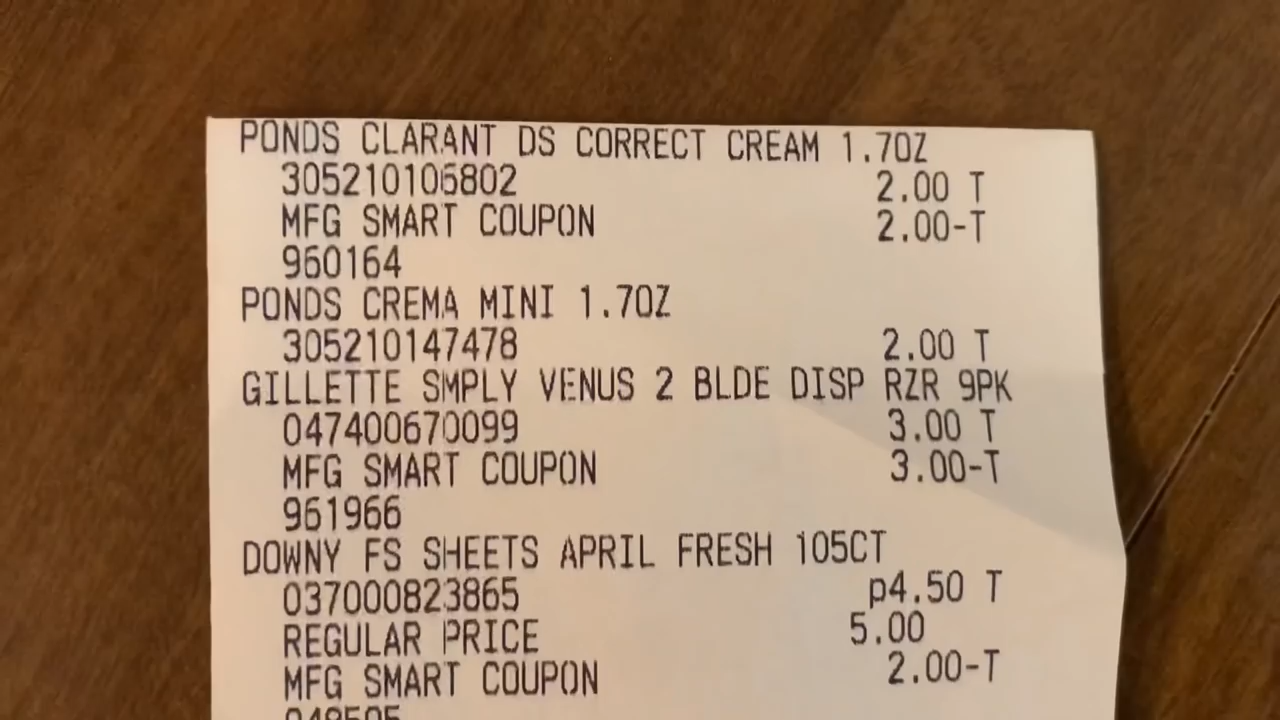 PONDS CLARANT DS CORRECT CREAM 1.7OZ
305210106802 2.00 T
MFG SMART COUPON 2.00-T
960164
PONDS CREMA MINI 1.7OZ
305210147478 2.00 T
GILLETTE SMPLY VENUS 2 BLDE DISP RZR 9PK
047400670099 3.00 T
MFG SMART COUPON 3.00-T
961966
DOWNY FS SHEETS APRIL FRESH 105CT
037000823865 p4.50 T
REGULAR PRICE 5.00
MFG SMART COUPON 2.00-T